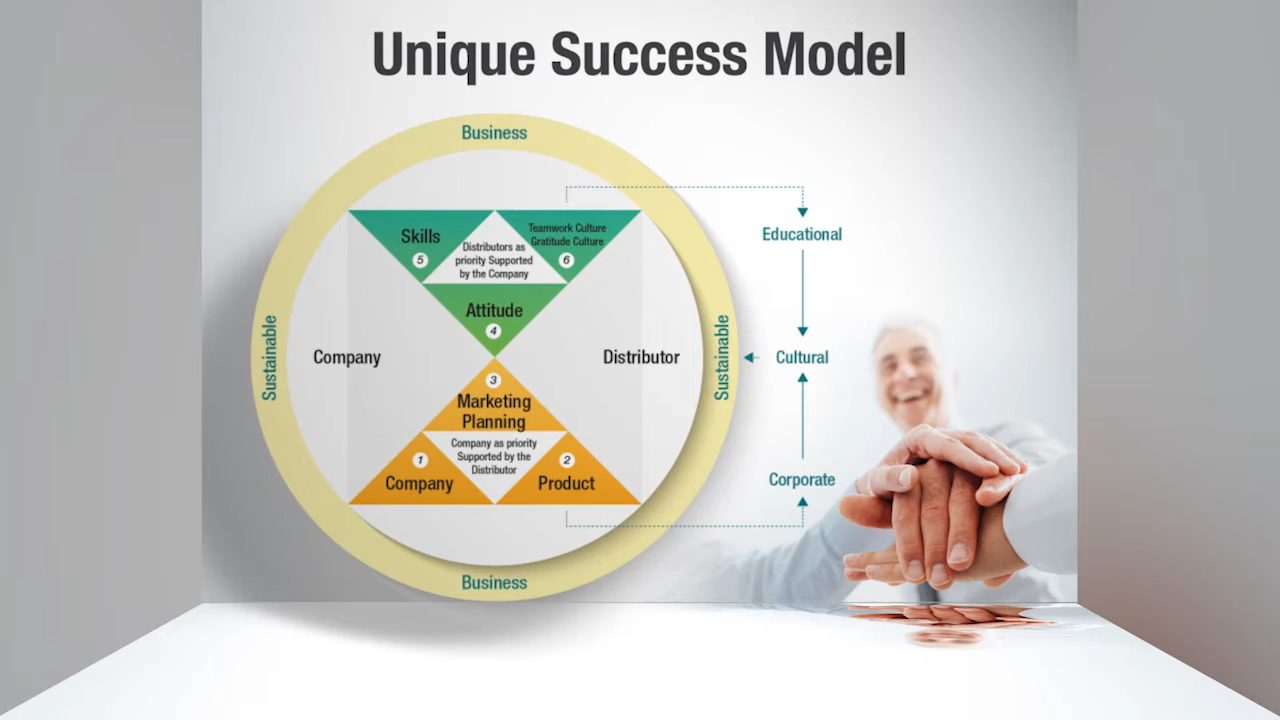 Unique Success Model
Business
Sustainable
Company
Skills
5
Distributors as
priority Supported
by the Company
Teamwork Culture
Gratitude Culture
6
Attitude
4
3
Marketing
Planning
1
Company
Company as priority
Supported by the
Distributor
2
Product
Distributor
Sustainable
Business
Educational
Cultural
Corporate